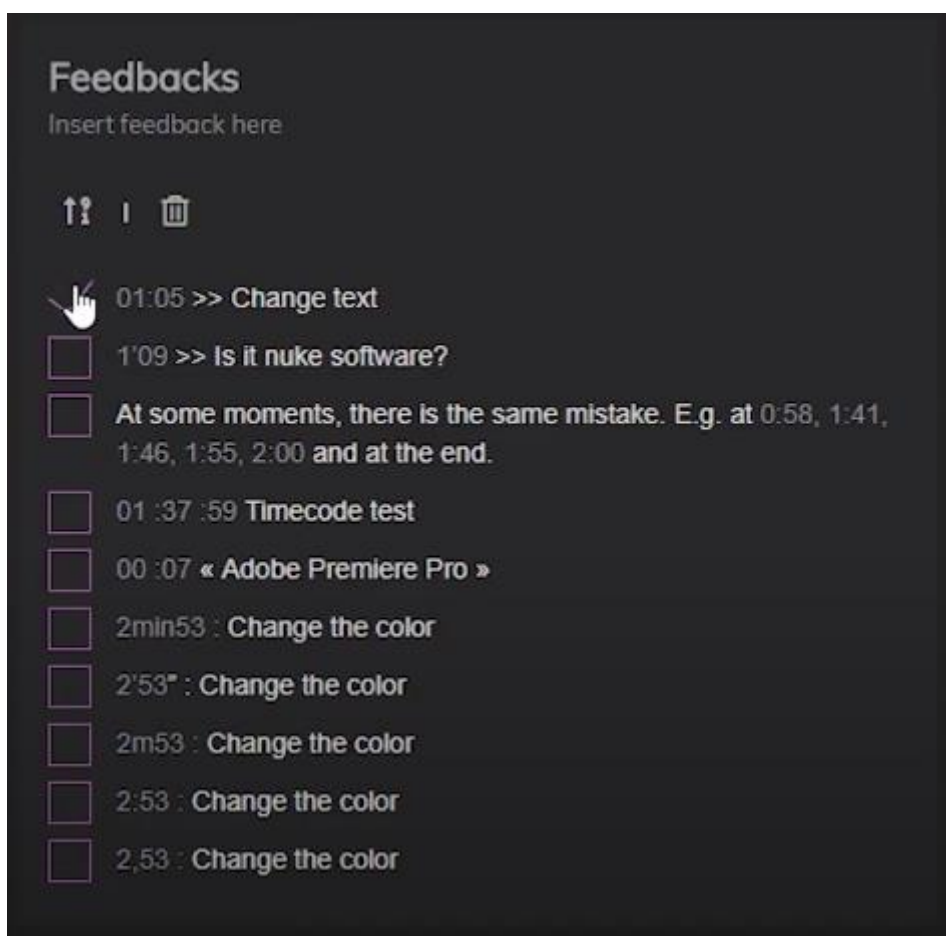 Feedbacks
Insert feedback here
01:05 >> Change text
1'09 >> Is it nuke software?
At some moments, there is the same mistake. E.g. at 0:58, 1:41,
1:46, 1:55, 2:00 and at the end.
01 :37 :59 Timecode test
00 :07 « Adobe Premiere Pro »
2min53 : Change the color
2'53" : Change the color
2m53 : Change the color
2:53 : Change the color
2,53 : Change the color